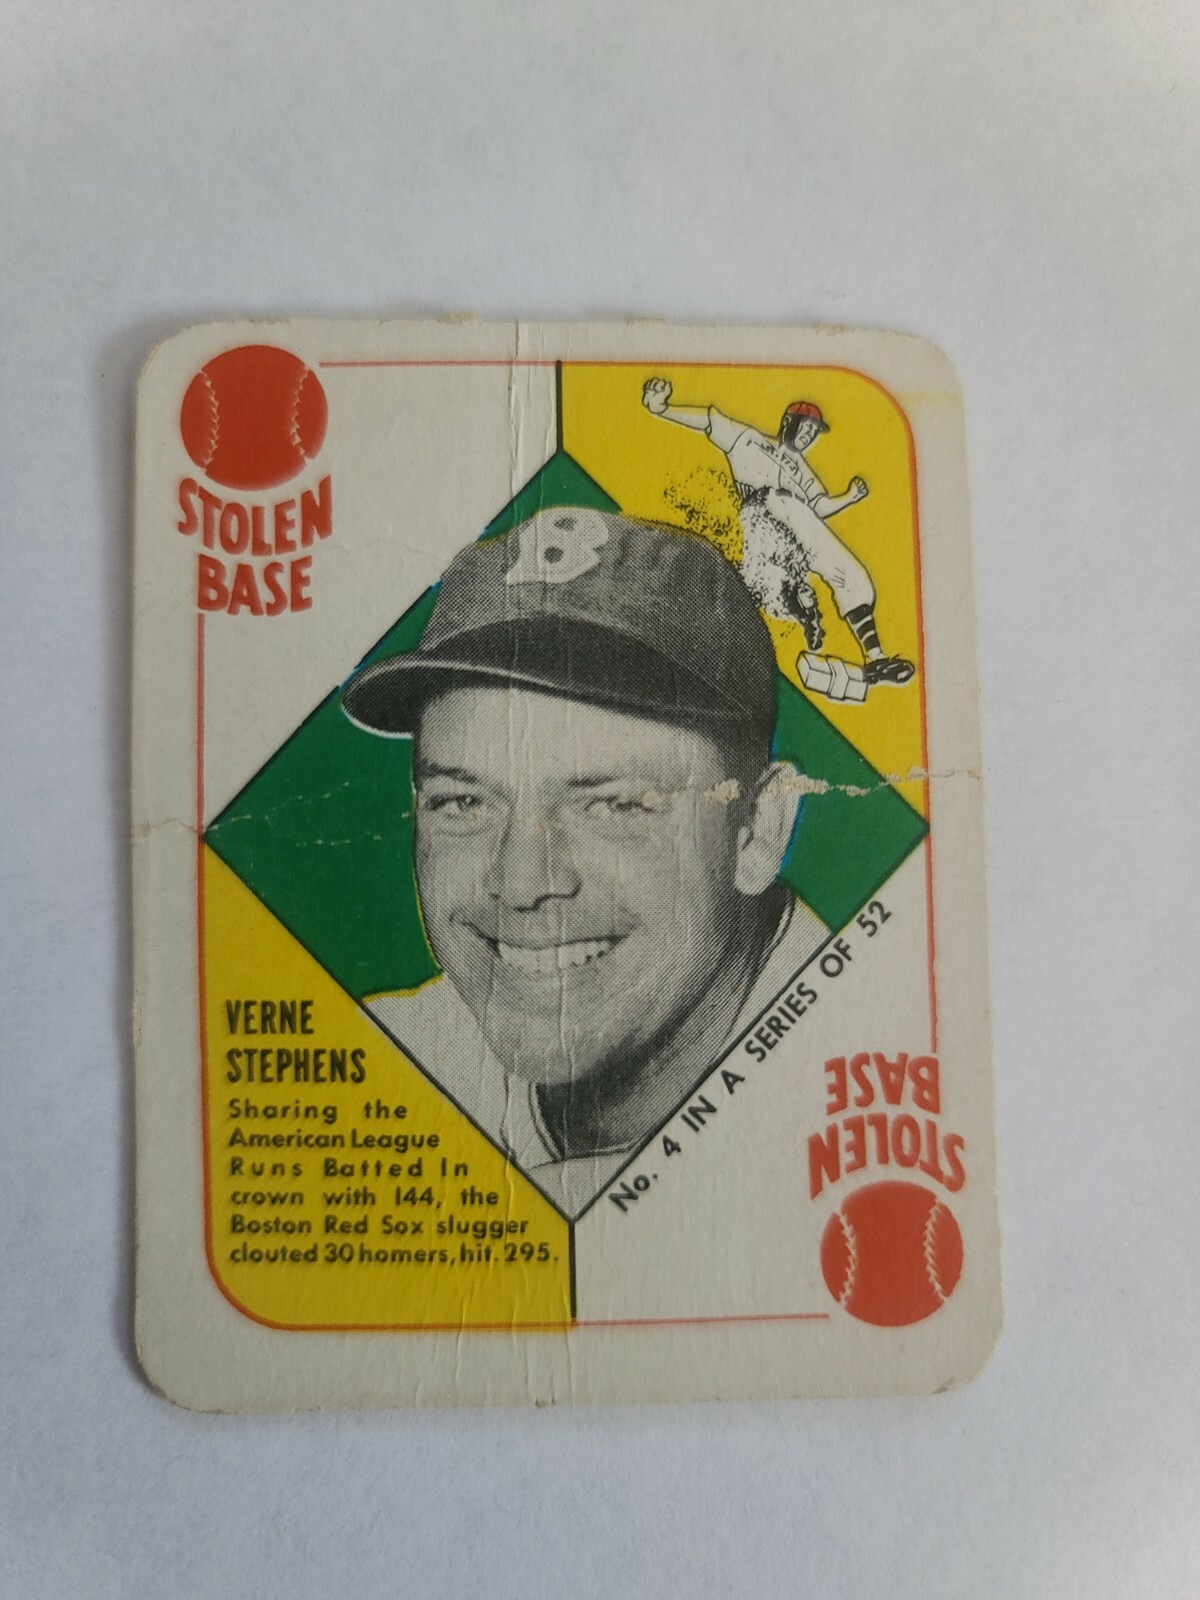 STOLEN
BASE
B
VERNE
STEPHENS
Sharing the
American League
Runs Batted In
crown with 144, the
Boston Red Sox slugger
clouted 30 homers, hit .295.
No. 4 IN A SERIES OF 52
STOLEN
BASE